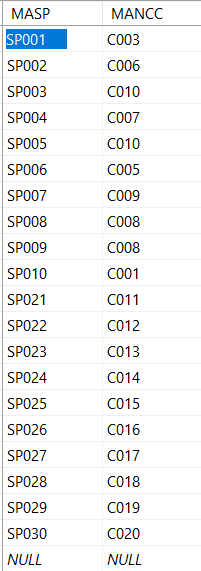 MASP MANCC
SP001 C003
SP002 C006
SP003 C010
SP004 C007
SP005 C010
SP006 C005
SP007 C009
SP008 C008
SP009 C008
SP010 C001
SP021 C011
SP022 C012
SP023 C013
SP024 C014
SP025 C015
SP026 C016
SP027 C017
SP028 C018
SP029 C019
SP030 C020
NULL NULL